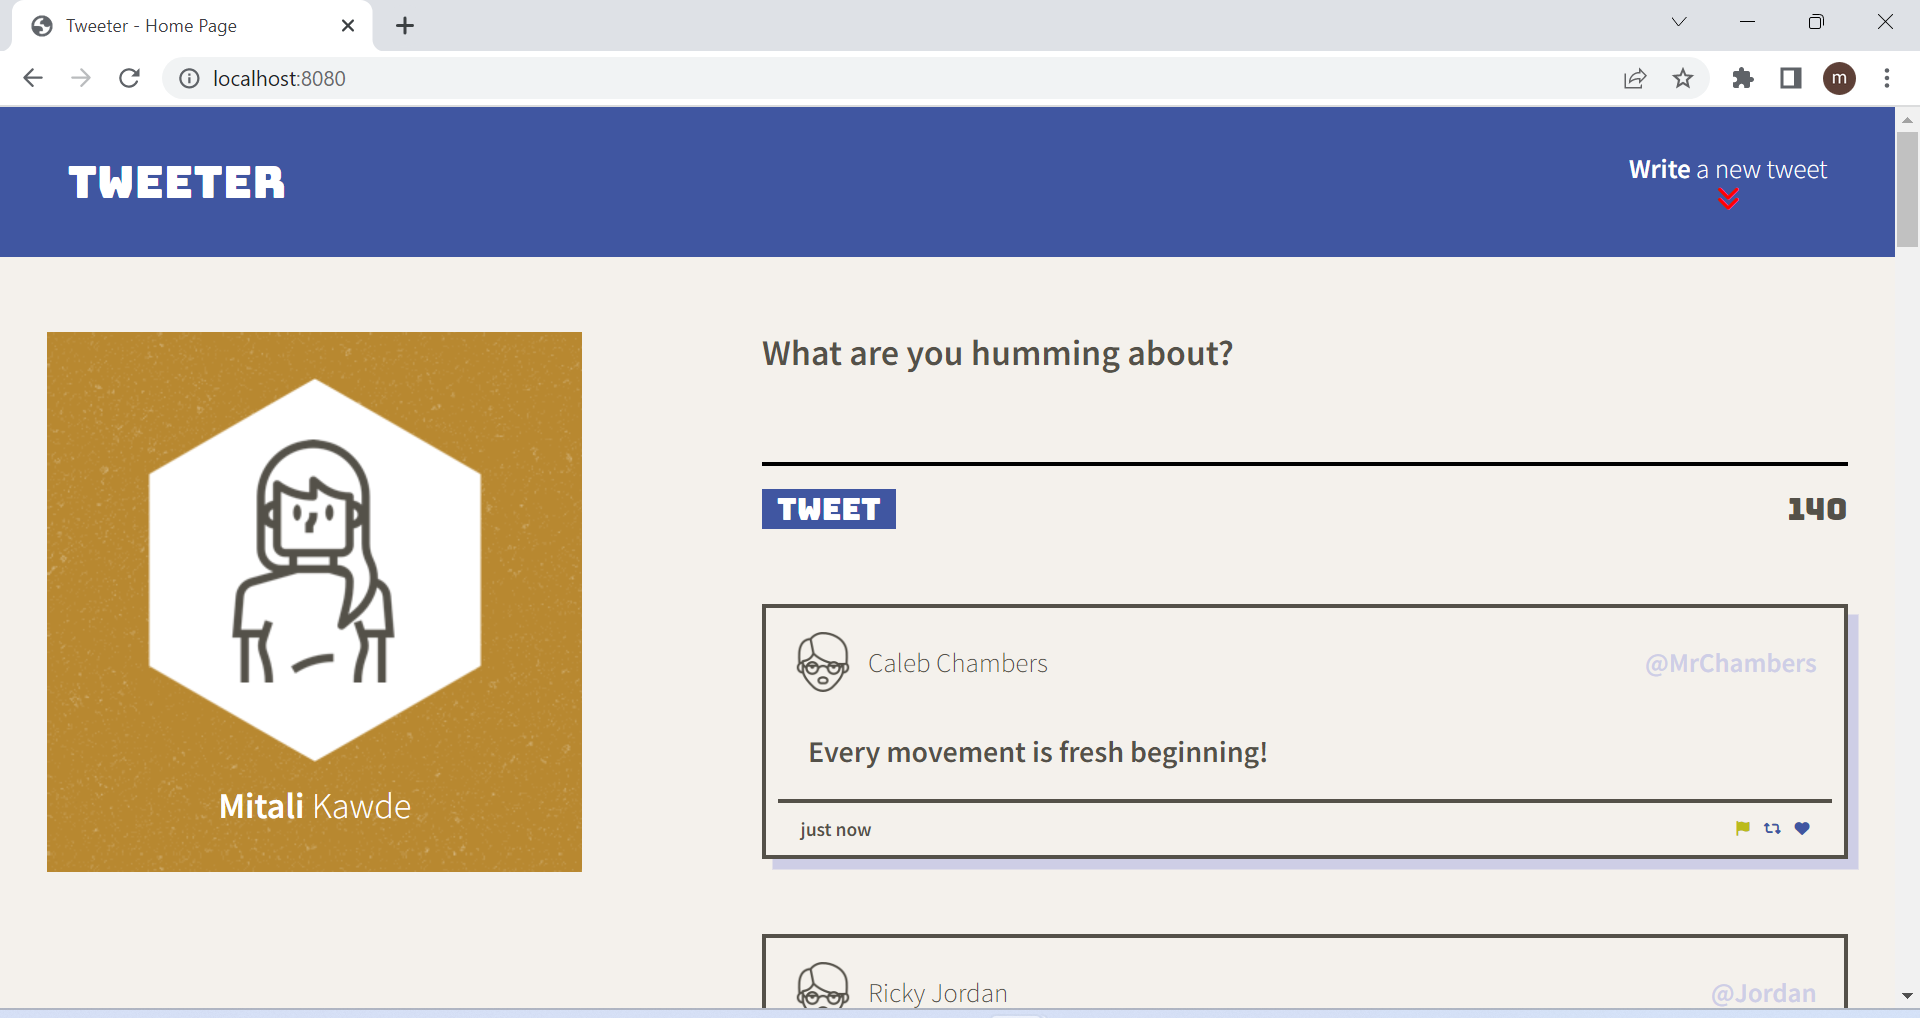 Tweeter - Home Page
localhost:8080
m
TWEETER
Write a new tweet
Mitali Kawde
What are you humming about?
TWEET
140
Caleb Chambers
@MrChambers
Every movement is fresh beginning!
just now
Ricky Jordan
@Jordan